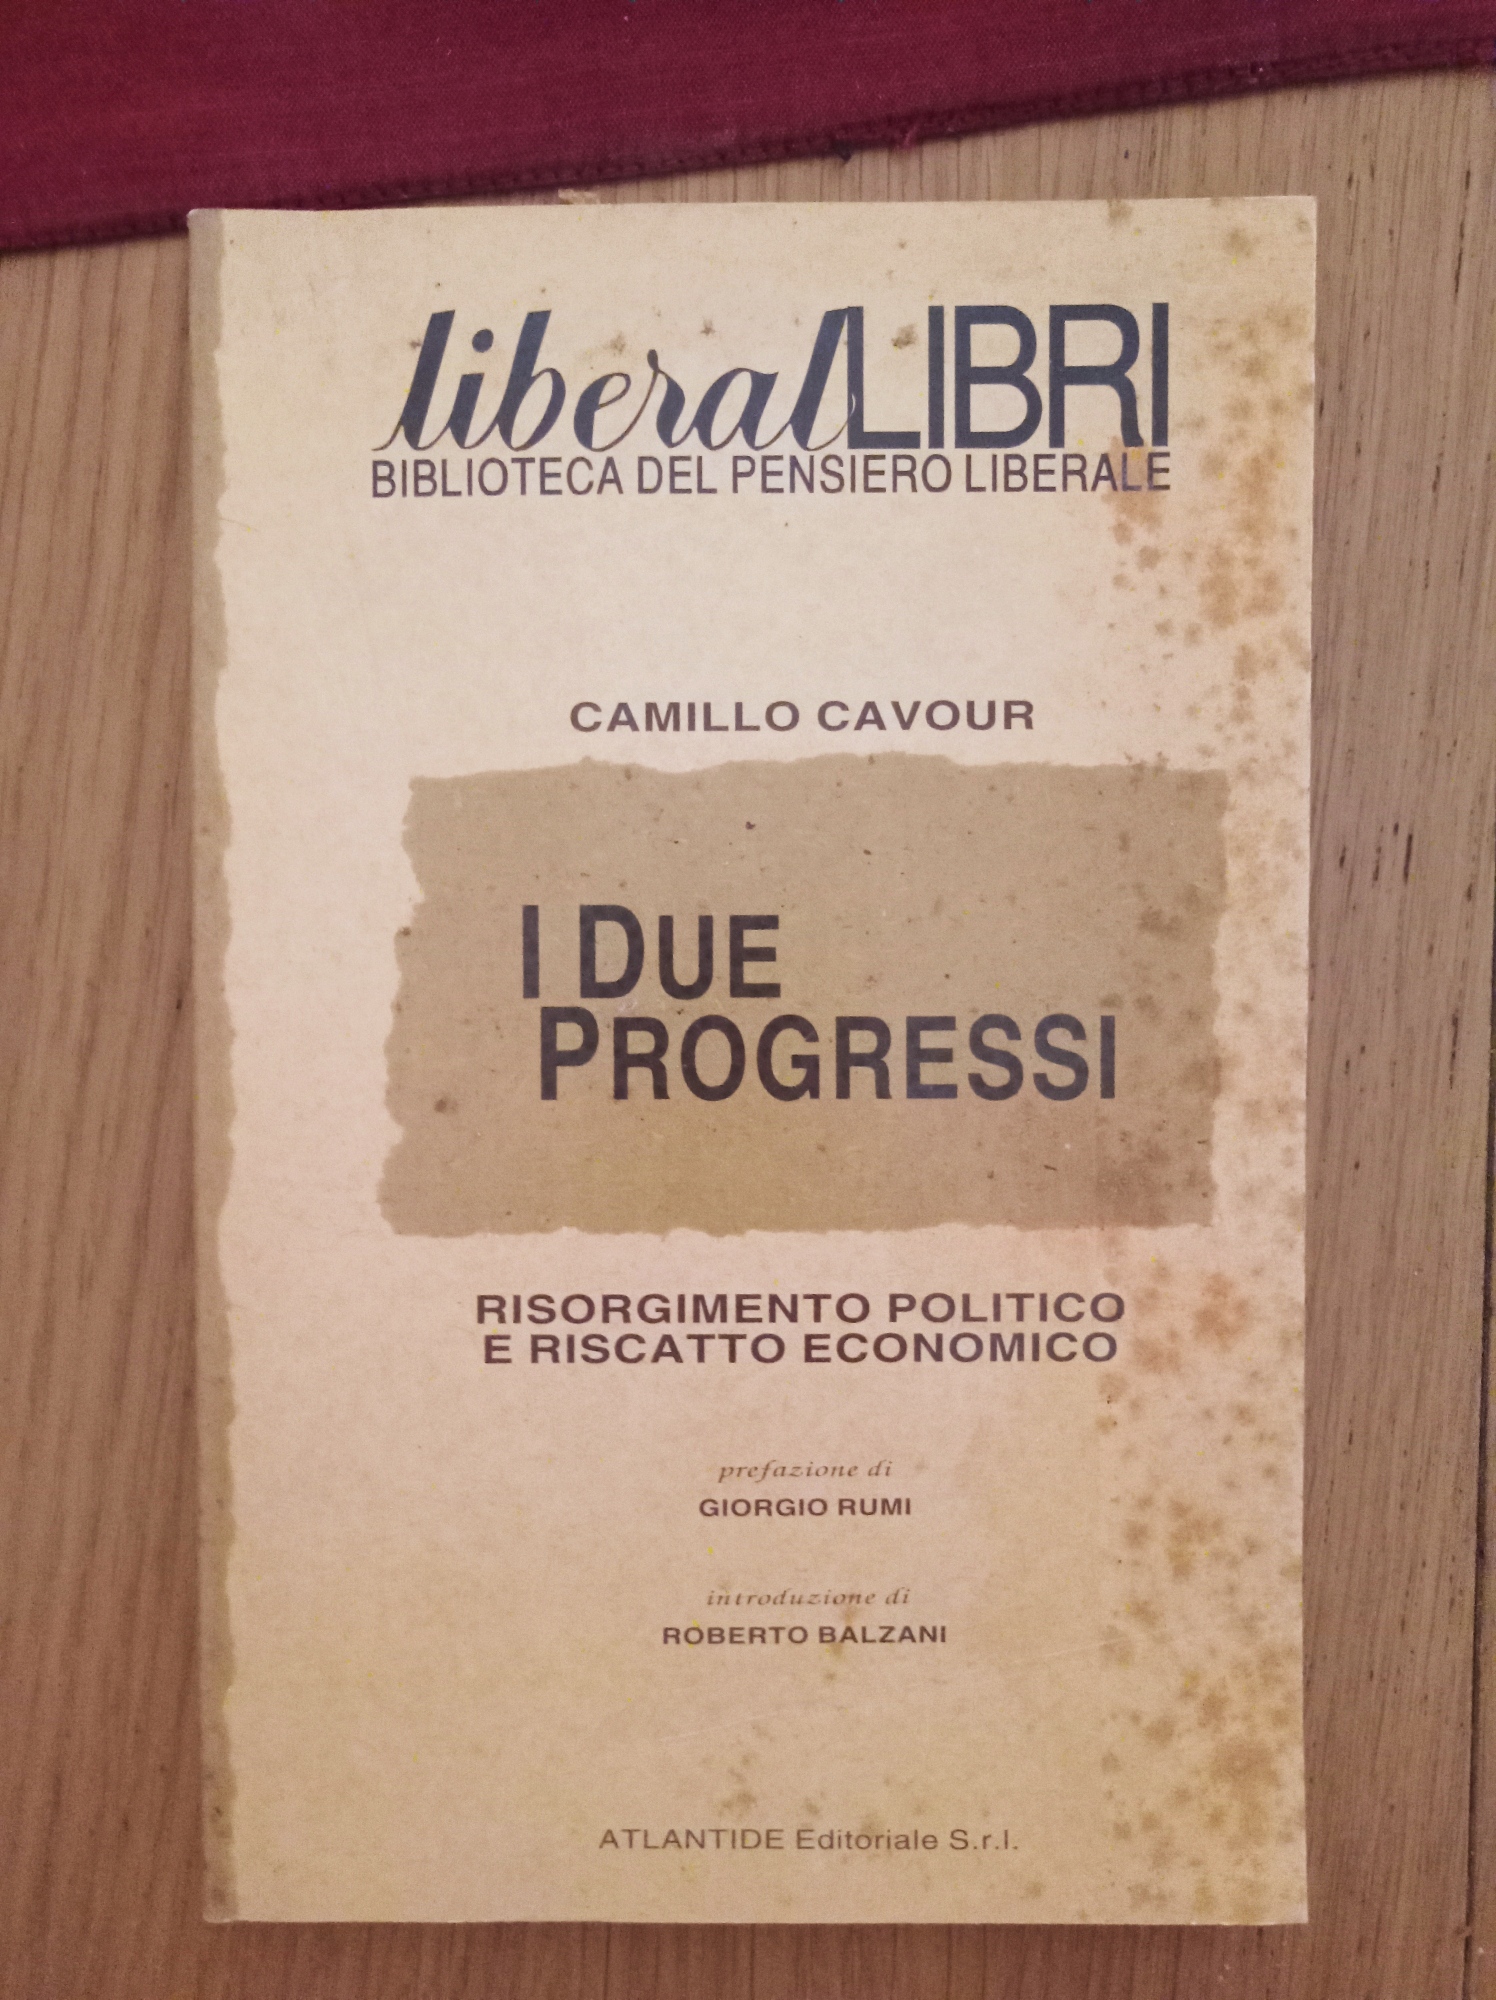 liberalLIBRI
BIBLIOTECA DEL PENSIERO LIBERALE
CAMILLO CAVOUR
I DUE
PROGRESSI
RISORGIMENTO POLITICO
E RISCATTO ECONOMICO
prefazione di
GIORGIO RUMI
introduzione di
ROBERTO BALZANI
ATLANTIDE Editoriale S.r.l.